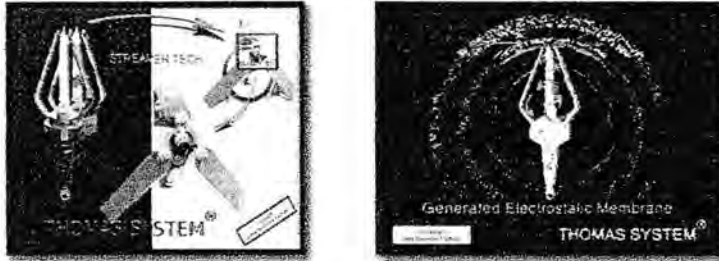 STREAMER TECH
THOMAS SYSTEM®
Generated Electrostatic Membrane
THOMAS SYSTEM®